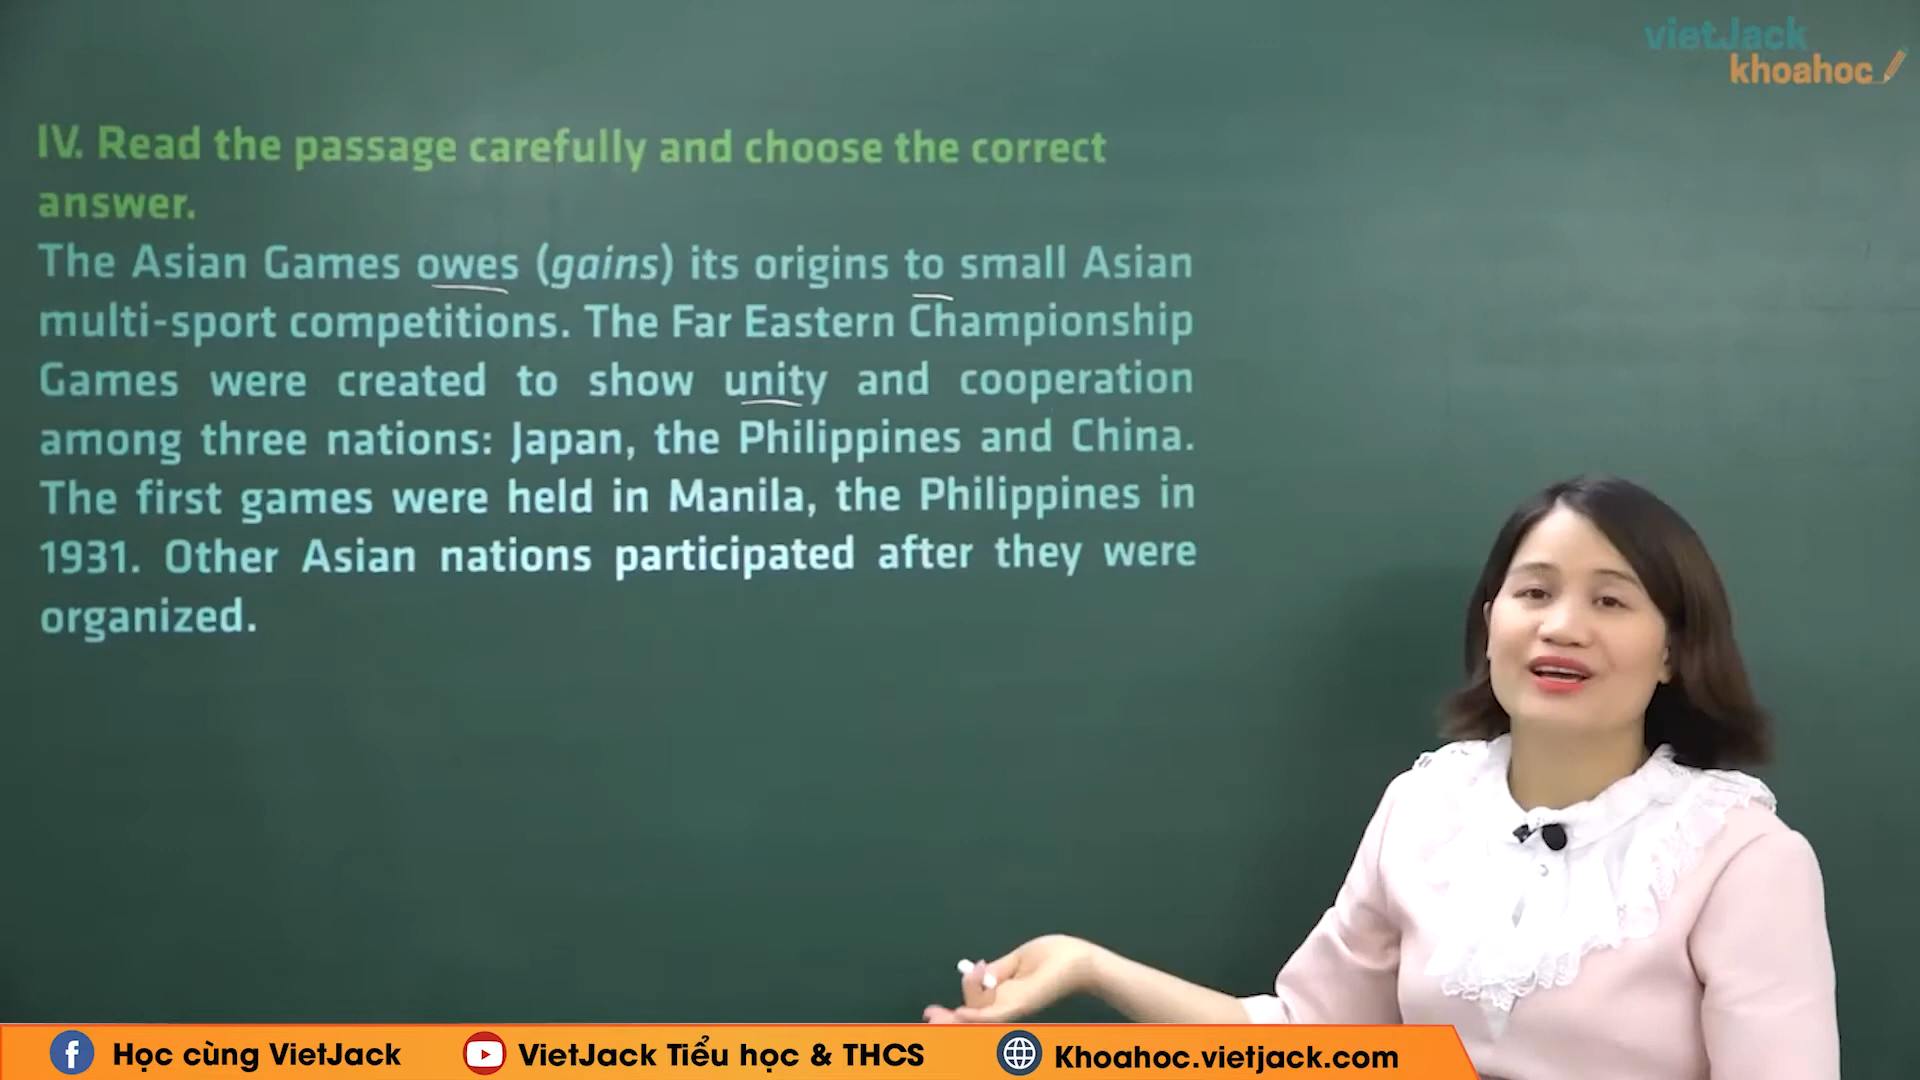 vietJack
khoahoc
IV. Read the passage carefully and choose the correct
answer.
The Asian Games owes (gains) its origins to small Asian
multi-sport competitions. The Far Eastern Championship
Games were created to show unity and cooperation
among three nations: Japan, the Philippines and China.
The first games were held in Manila, the Philippines in
1931. Other Asian nations participated after they were
organized.
Học cùng VietJack
VietJack Tiểu học & THCS
Khoahoc.vietjack.com